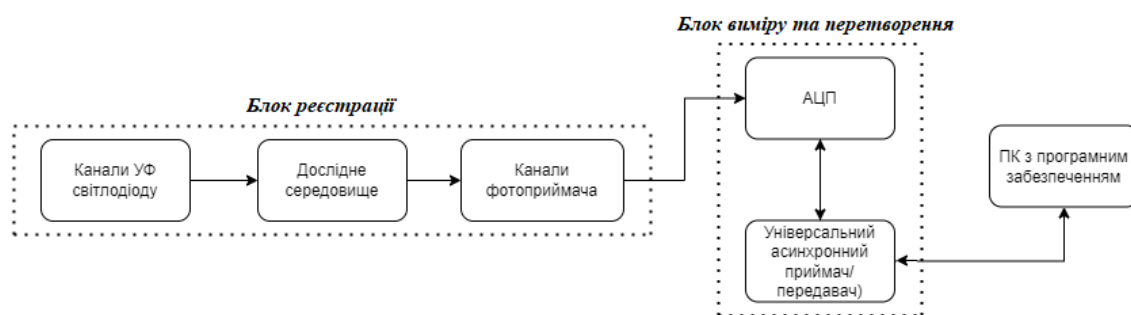 Блок виміру та перетворення
Блок реєстрації
Канали УФ
світлодіоду
Дослідне
середовище
Канали
фотоприймача
АЦП
Універсальний
асинхронний
приймач/
передавач)
ПК з програмним
забезпеченням